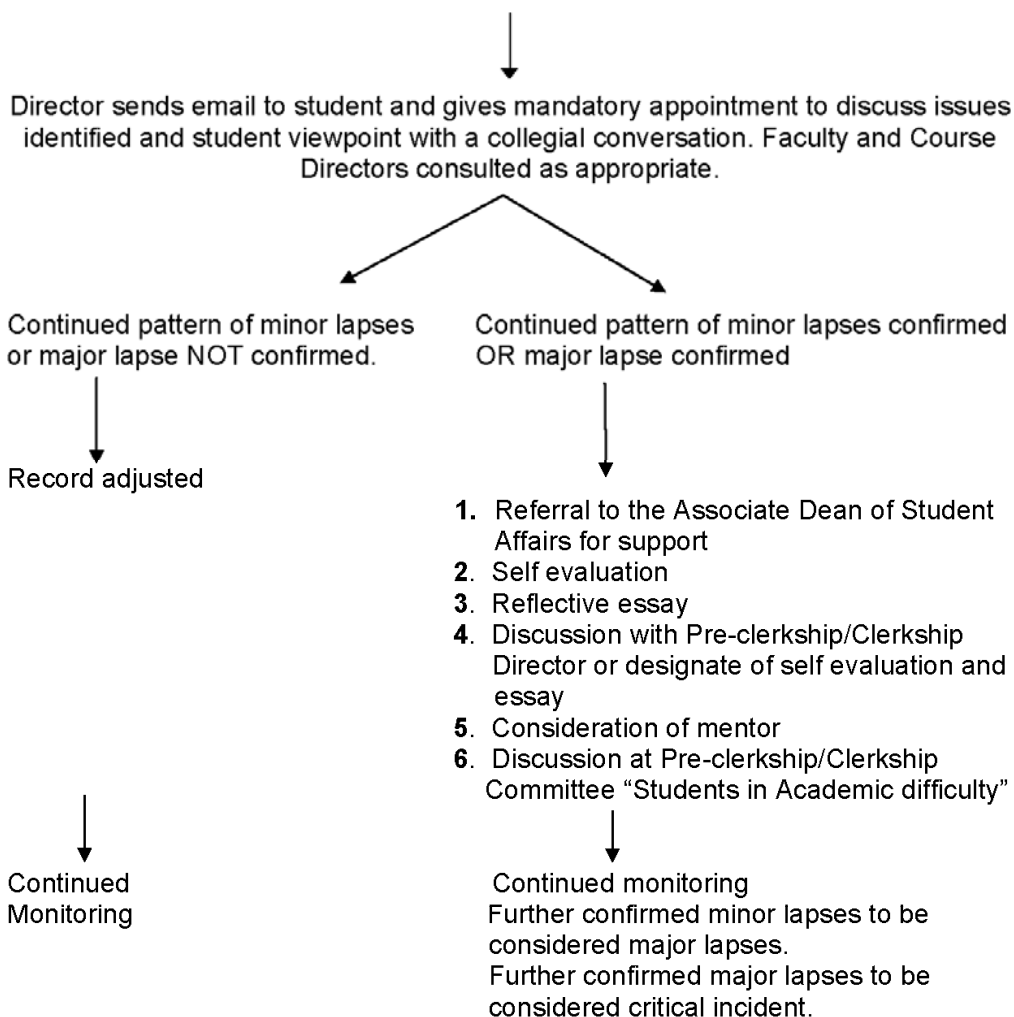 Director sends email to student and gives mandatory appointment to discuss issues
identified and student viewpoint with a collegial conversation. Faculty and Course
Directors consulted as appropriate.
Continued pattern of minor lapses
or major lapse NOT confirmed.
Record adjusted
Continued
Monitoring
Continued pattern of minor lapses confirmed
OR major lapse confirmed
1. Referral to the Associate Dean of Student
Affairs for support
2. Self evaluation
3. Reflective essay
4. Discussion with Pre-clerkship/Clerkship
Director or designate of self evaluation and
essay
5. Consideration of mentor
6. Discussion at Pre-clerkship/Clerkship
Committee “Students in Academic difficulty”
Continued monitoring
Further confirmed minor lapses to be
considered major lapses.
Further confirmed major lapses to be
considered critical incident.